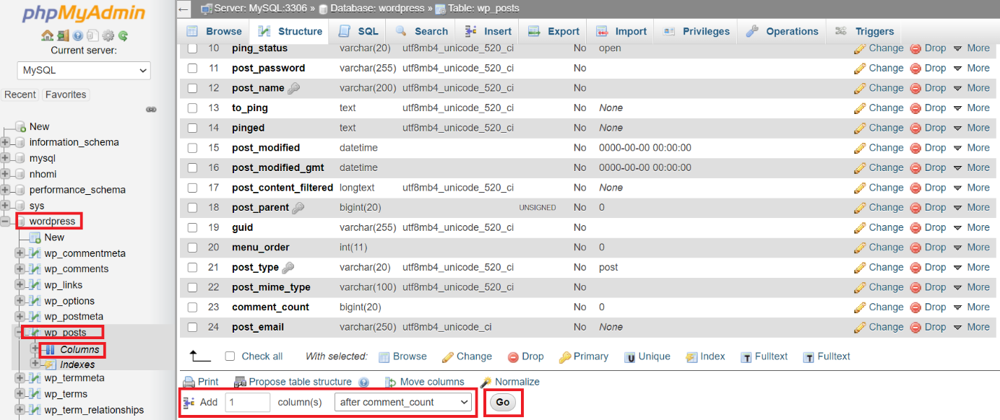 phpMyAdmin
Current server:
MySQL
Recent Favorites
New
information_schema
mysql
nhomi
performance_schema
sys
wordpress
New
wp_commentmeta
wp_comments
wp_links
wp_options
wp_postmeta
wp_posts
Columns
Indexes
wp_termmeta
wp_terms
wp_term_relationships
Server: MySQL:3306 » Database: wordpress » Table: wp_posts
Browse Structure SQL Search Insert Export Import Privileges Operations Triggers
10 ping_status varchar(20) utf8mb4_unicode_520_ci No open Change Drop More
11 post_password varchar(255) utf8mb4_unicode_520_ci No Change Drop More
12 post_name varchar(200) utf8mb4_unicode_520_ci No Change Drop More
13 to_ping text utf8mb4_unicode_520_ci No None Change Drop More
14 pinged text utf8mb4_unicode_520_ci No None Change Drop More
15 post_modified datetime No 0000-00-00 00:00:00 Change Drop More
16 post_modified_gmt datetime No 0000-00-00 00:00:00 Change Drop More
17 post_content_filtered longtext utf8mb4_unicode_520_ci No None Change Drop More
18 post_parent bigint(20) UNSIGNED No 0 Change Drop More
19 guid varchar(255) utf8mb4_unicode_520_ci No Change Drop More
20 menu_order int(11) No 0 Change Drop More
21 post_type varchar(20) utf8mb4_unicode_520_ci No post Change Drop More
22 post_mime_type varchar(100) utf8mb4_unicode_520_ci No Change Drop More
23 comment_count bigint(20) No 0 Change Drop More
24 post_email varchar(250) utf8mb4_unicode_ci No None Change Drop More
Check all With selected: Browse Change Drop Primary Unique Index Fulltext Fulltext
Print Propose table structure Move columns Normalize
Add 1 column(s) after comment_count Go